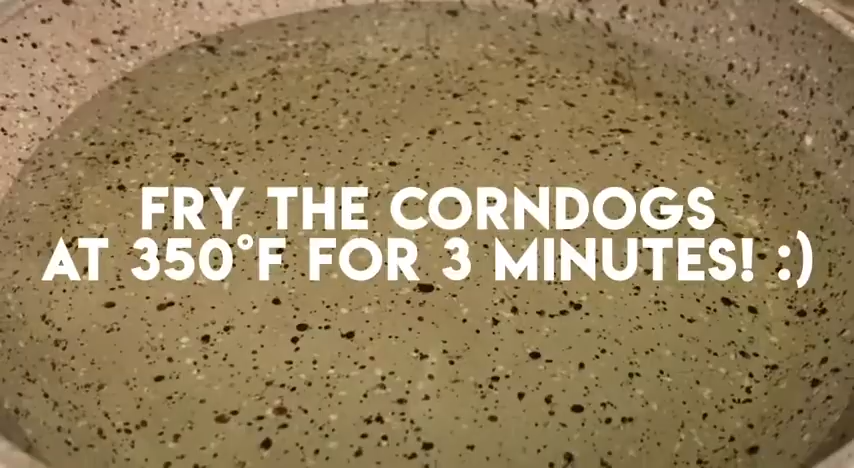 FRY THE CORNDOGS
AT 350°F FOR 3 MINUTES! :)